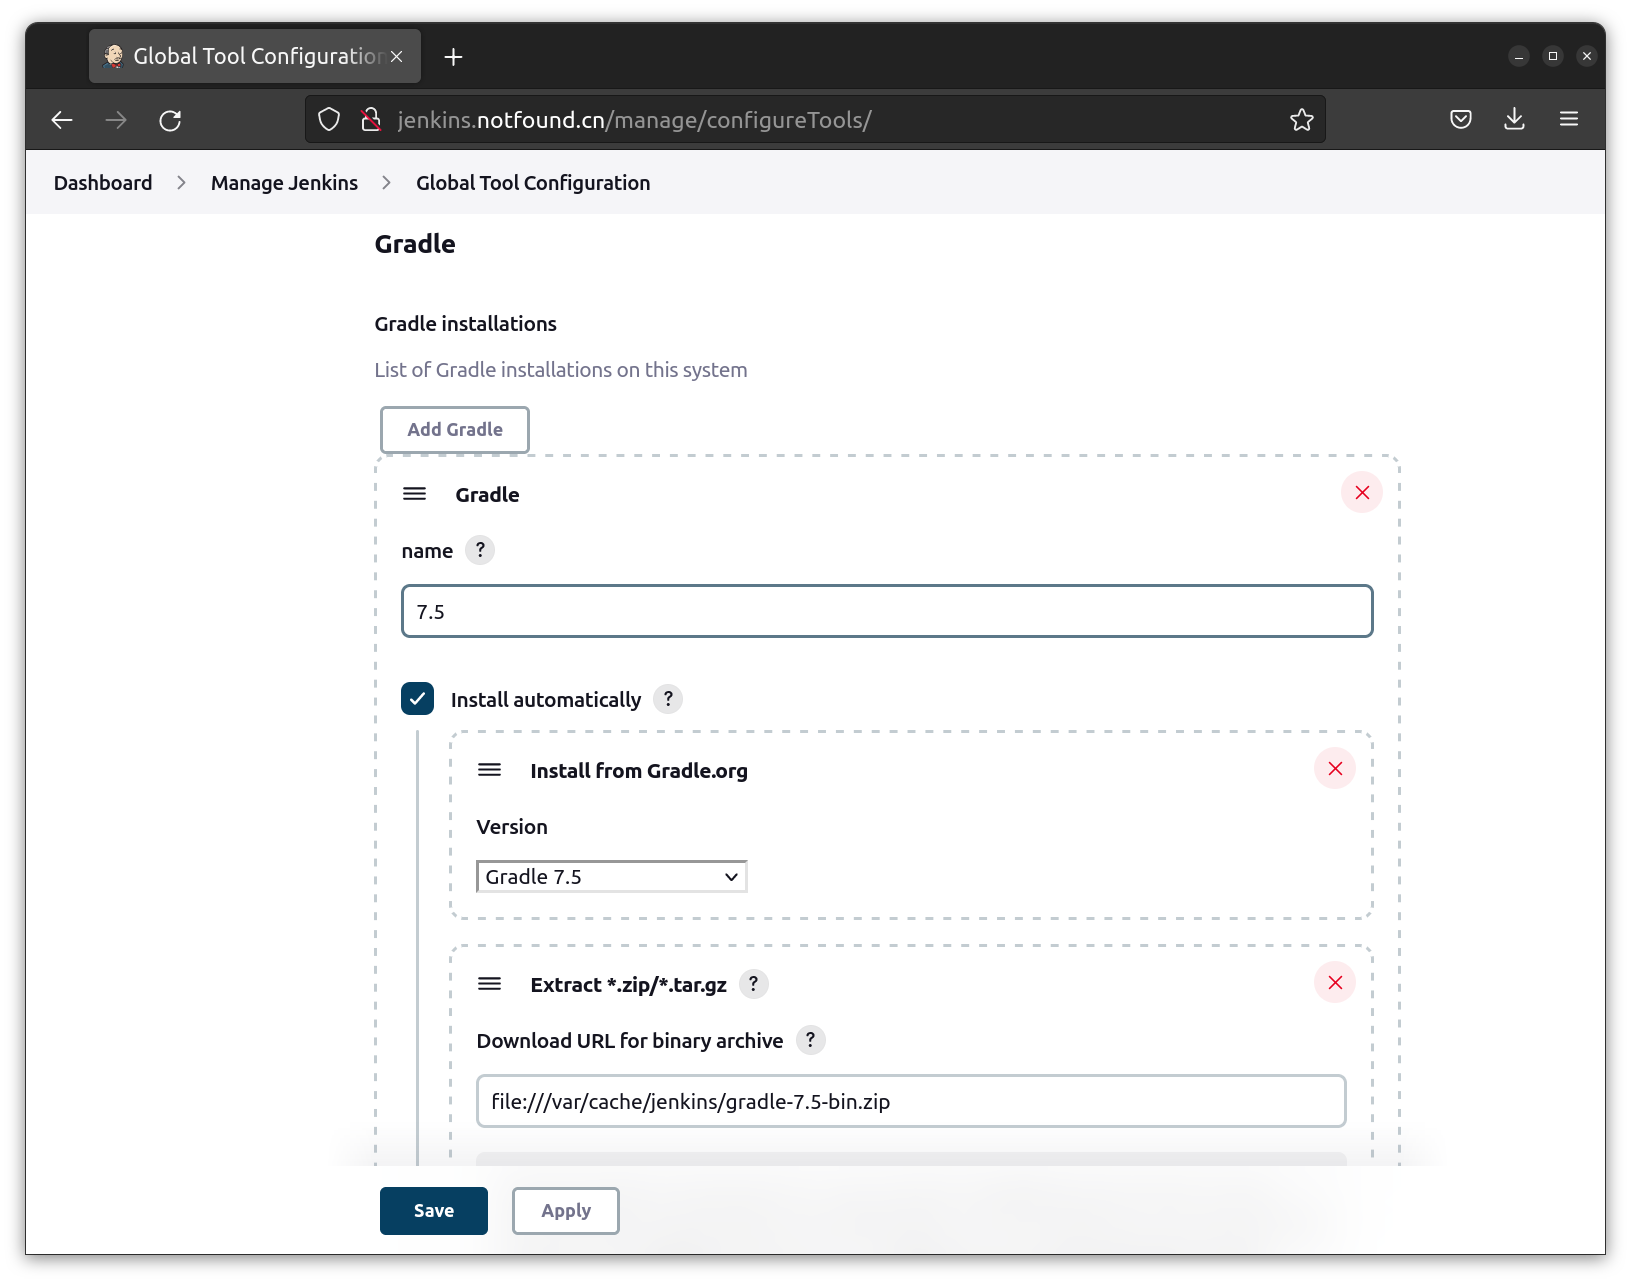 Global Tool Configuration
jenkins.notfound.cn/manage/configureTools/
Dashboard Manage Jenkins Global Tool Configuration
Gradle
Gradle installations
List of Gradle installations on this system
Add Gradle
Gradle
name ?
7.5
Install automatically ?
Install from Gradle.org
Version
Gradle 7.5
Extract *.zip/*.tar.gz ?
Download URL for binary archive ?
file:///var/cache/jenkins/gradle-7.5-bin.zip
Save Apply